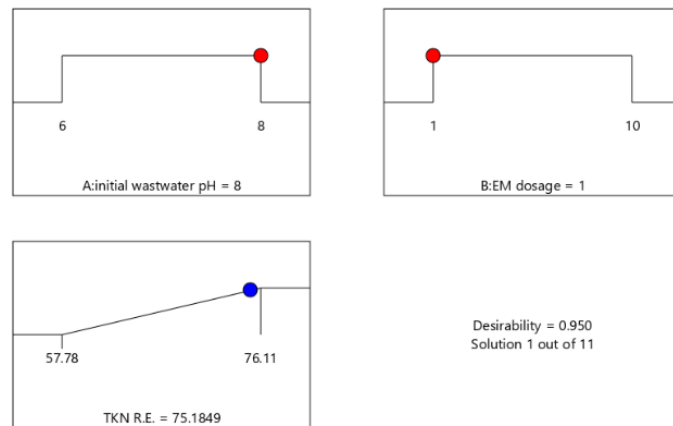 6 8
A:initial wastwater pH = 8
1 10
B:EM dosage = 1
57.78 76.11
TKN R.E. = 75.1849
Desirability = 0.950
Solution 1 out of 11